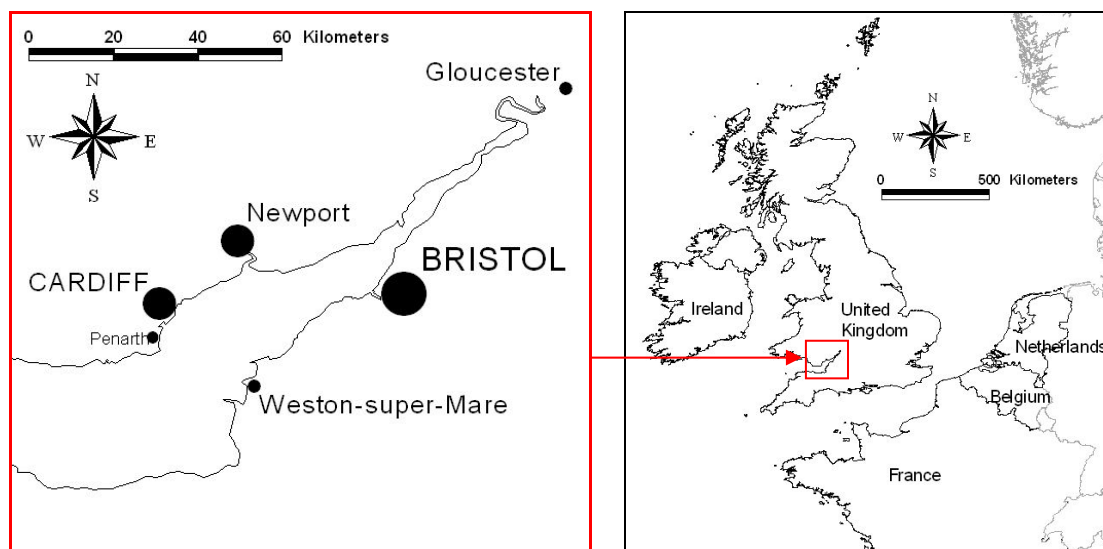 0 20 40 60 Kilometers
Gloucester
N
W E
S
Newport
BRISTOL
CARDIFF
Penarth
Weston-super-Mare
N
W E
S
0 500 Kilometers
Ireland
United
Kingdom
Netherlands
Belgium
France